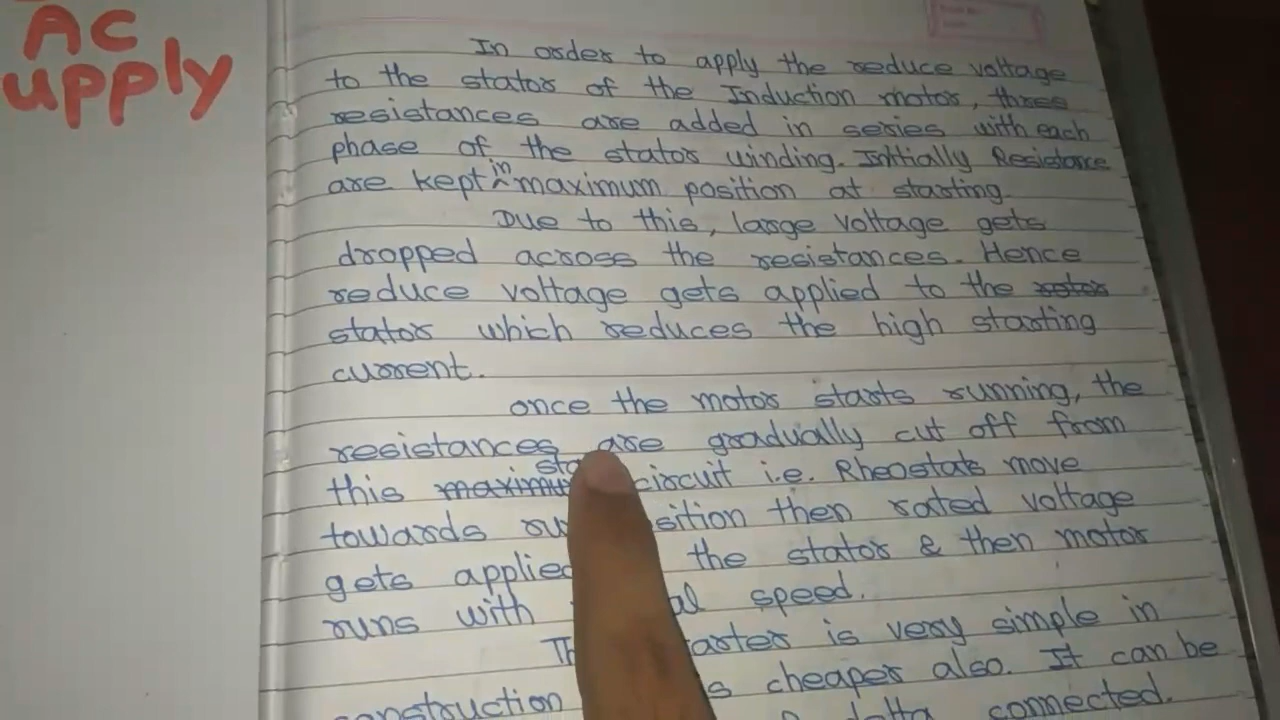 AC
upply
In order to apply the reduce voltage
to the stator of the Induction motor, three
resistances are added in series with each
phase of the stator winding. Initially Resistance
are kept in maximum position at starting
Due to this, large voltage gets
dropped across the resistances. Hence
reduce voltage gets applied to the rotor
stator which reduces the high starting
current.
once the motor starts running, the
resistances are gradually cut off from
this circuit i.e. Rheostats move
towards position then rated voltage
gets applied the stator & then motor
runs with speed.
is very simple in
construction cheaper also. It can be
connected.